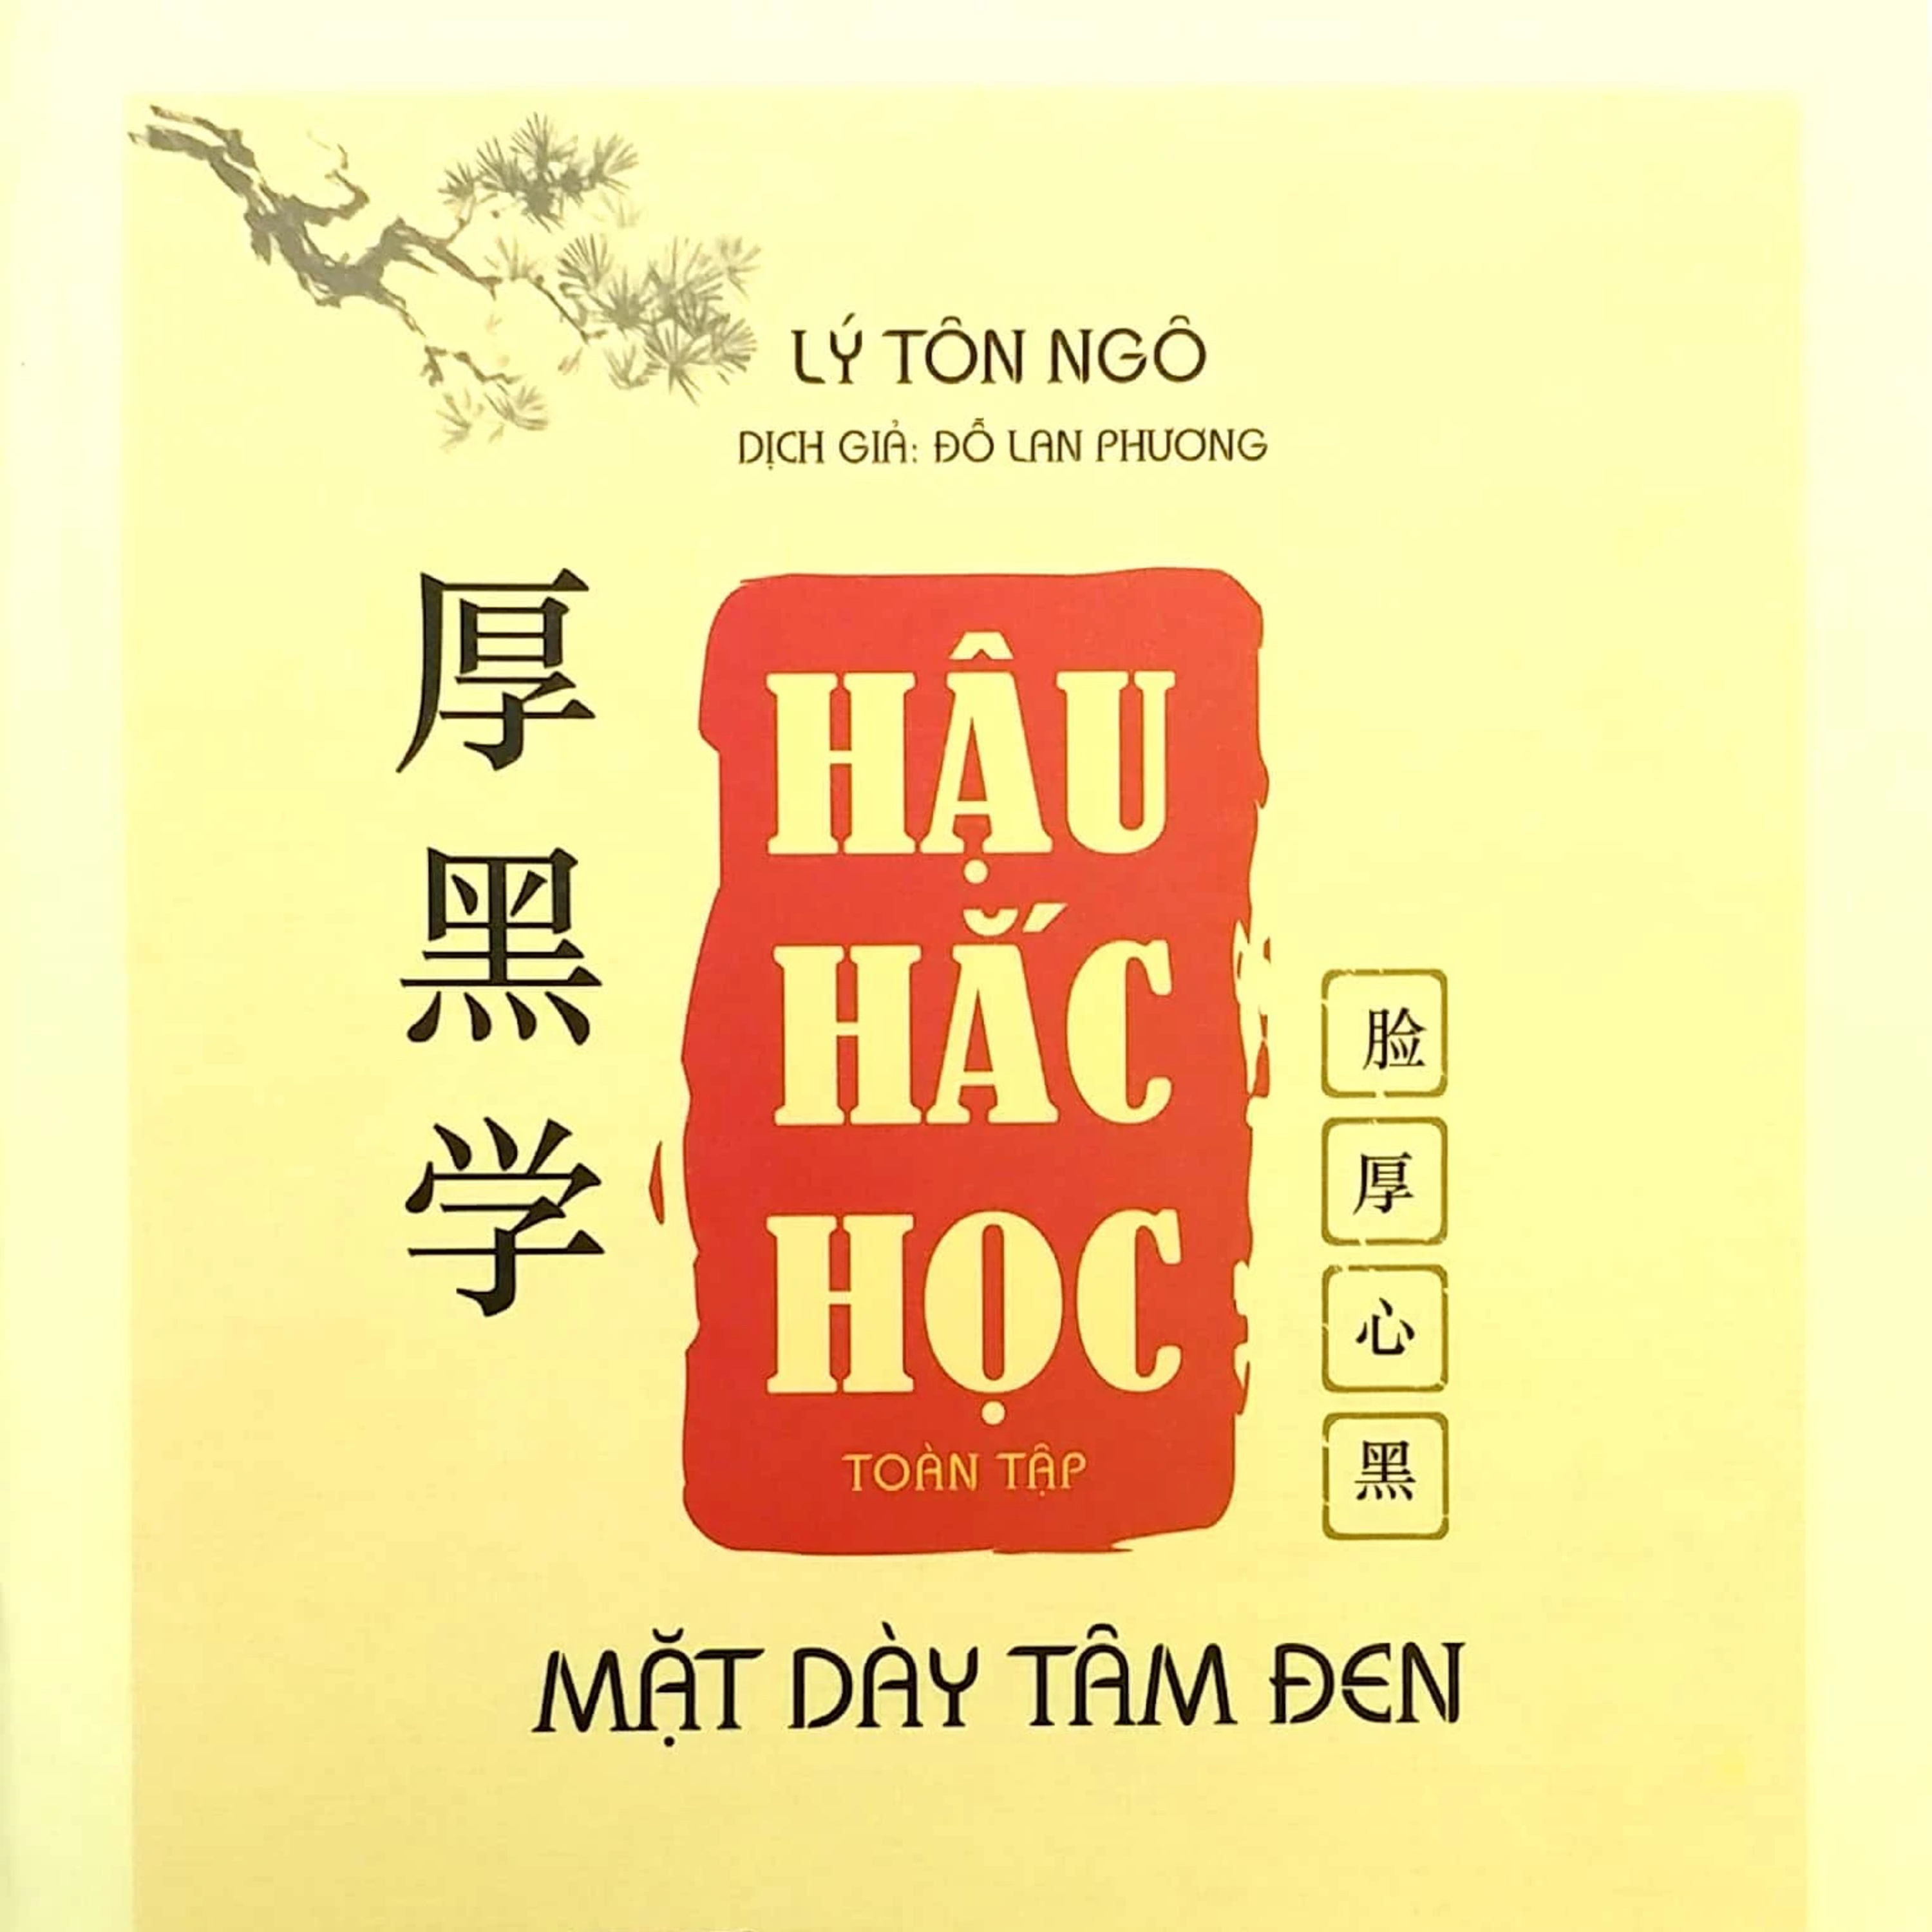 LÝ TÔN NGÔ
DỊCH GIẢ: ĐỖ LAN PHƯƠNG
厚黑学
HẬU
HẮC
HỌC
TOÀN TẬP
脸厚心黑
MẶT DÀY TÂM ĐEN